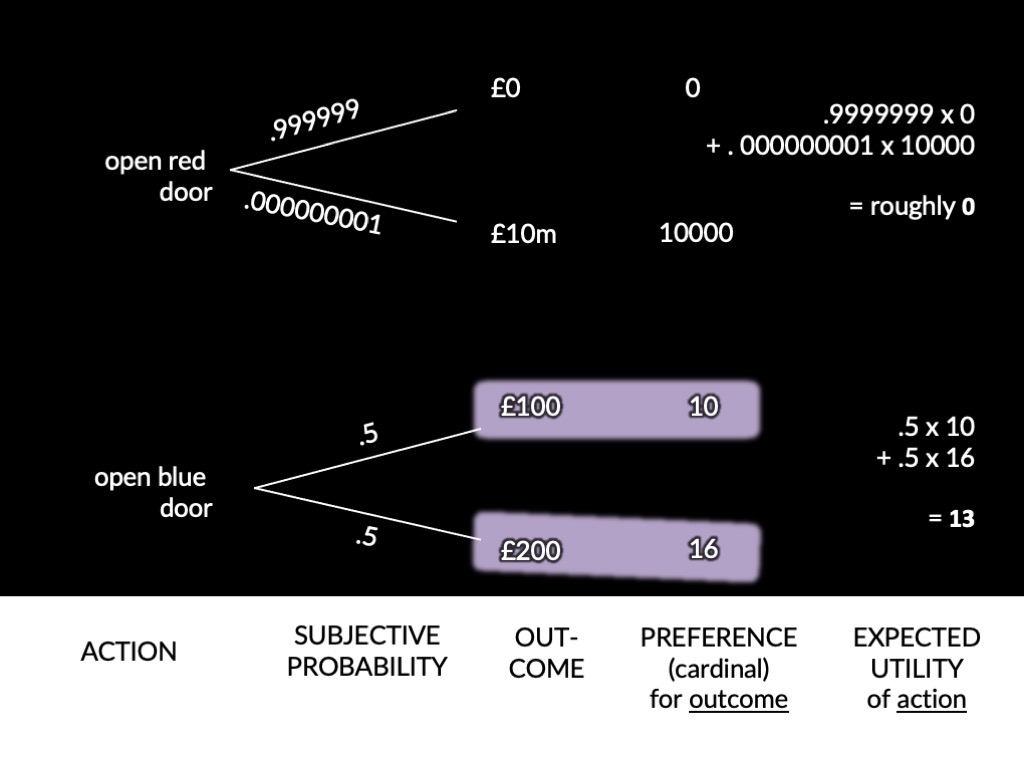 £0 0
.999999
.9999999 x 0
+ . 000000001 x 10000
open red
door
.000000001
= roughly 0
£10m 10000
£100 10
.5
.5 x 10
+ .5 x 16
open blue
door
= 13
.5
£200 16
ACTION
SUBJECTIVE
PROBABILITY
OUT-
COME
PREFERENCE
(cardinal)
for outcome
EXPECTED
UTILITY
of action